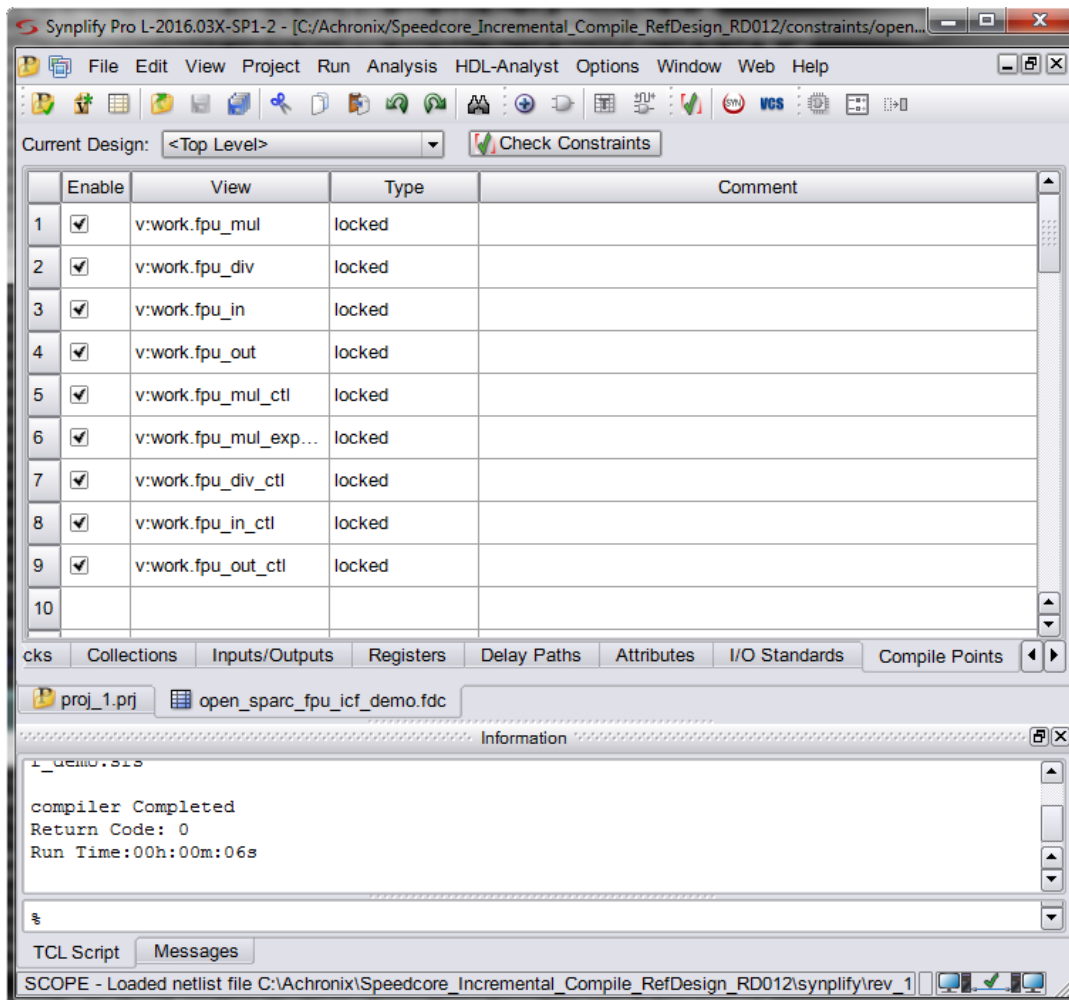 Synplify Pro L-2016.03X-SP1-2 - [C:/Achronix/Speedcore_Incremental_Compile_RefDesign_RD012/constraints/open...
File Edit View Project Run Analysis HDL-Analyst Options Window Web Help
SYN VCS
Current Design: <Top Level> Check Constraints
Enable View Type Comment
1 v:work.fpu_mul locked
2 v:work.fpu_div locked
3 v:work.fpu_in locked
4 v:work.fpu_out locked
5 v:work.fpu_mul_ctl locked
6 v:work.fpu_mul_exp... locked
7 v:work.fpu_div_ctl locked
8 v:work.fpu_in_ctl locked
9 v:work.fpu_out_ctl locked
10
cks Collections Inputs/Outputs Registers Delay Paths Attributes I/O Standards Compile Points
proj_1.prj open_sparc_fpu_icf_demo.fdc
Information
f_demo.srs
compiler Completed
Return Code: 0
Run Time:00h:00m:06s
%
TCL Script Messages
SCOPE - Loaded netlist file C:\Achronix\Speedcore_Incremental_Compile_RefDesign_RD012\synplify\rev_1